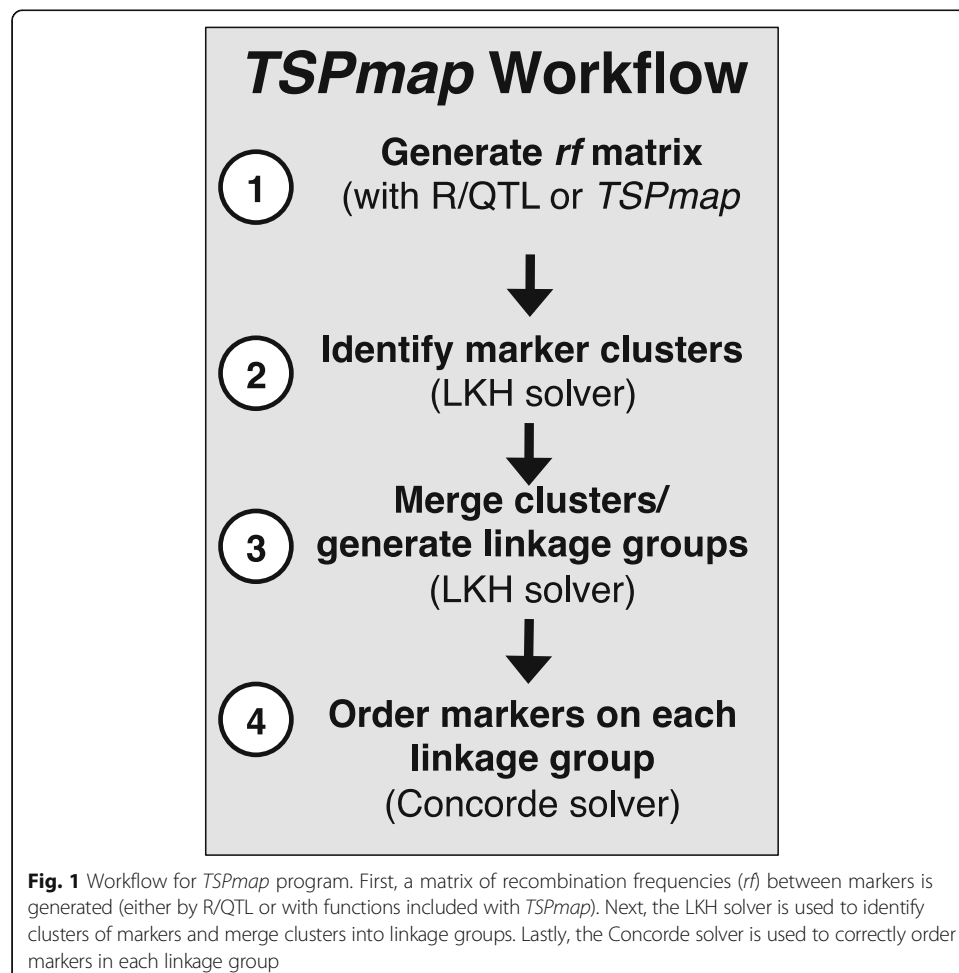 TSPmap Workflow
1
Generate rf matrix
(with R/QTL or TSPmap
2
Identify marker clusters
(LKH solver)
3
Merge clusters/
generate linkage groups
(LKH solver)
4
Order markers on each
linkage group
(Concorde solver)
Fig. 1 Workflow for TSPmap program. First, a matrix of recombination frequencies (rf) between markers is
generated (either by R/QTL or with functions included with TSPmap). Next, the LKH solver is used to identify
clusters of markers and merge clusters into linkage groups. Lastly, the Concorde solver is used to correctly order
markers in each linkage group